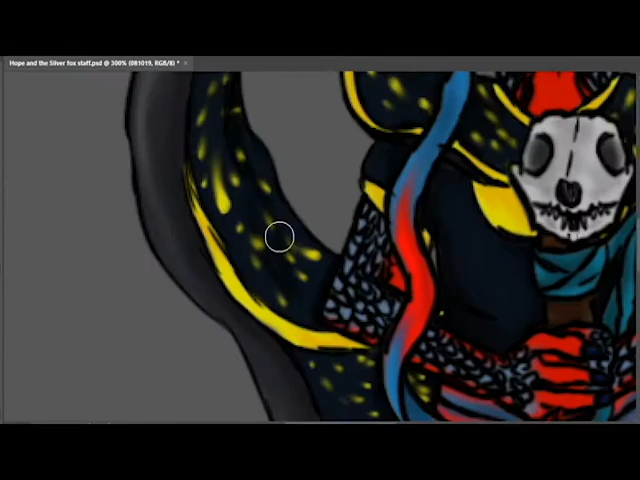 Hope and the Silver fox staff.psd @ 300% (081019, RGB/8) * ×